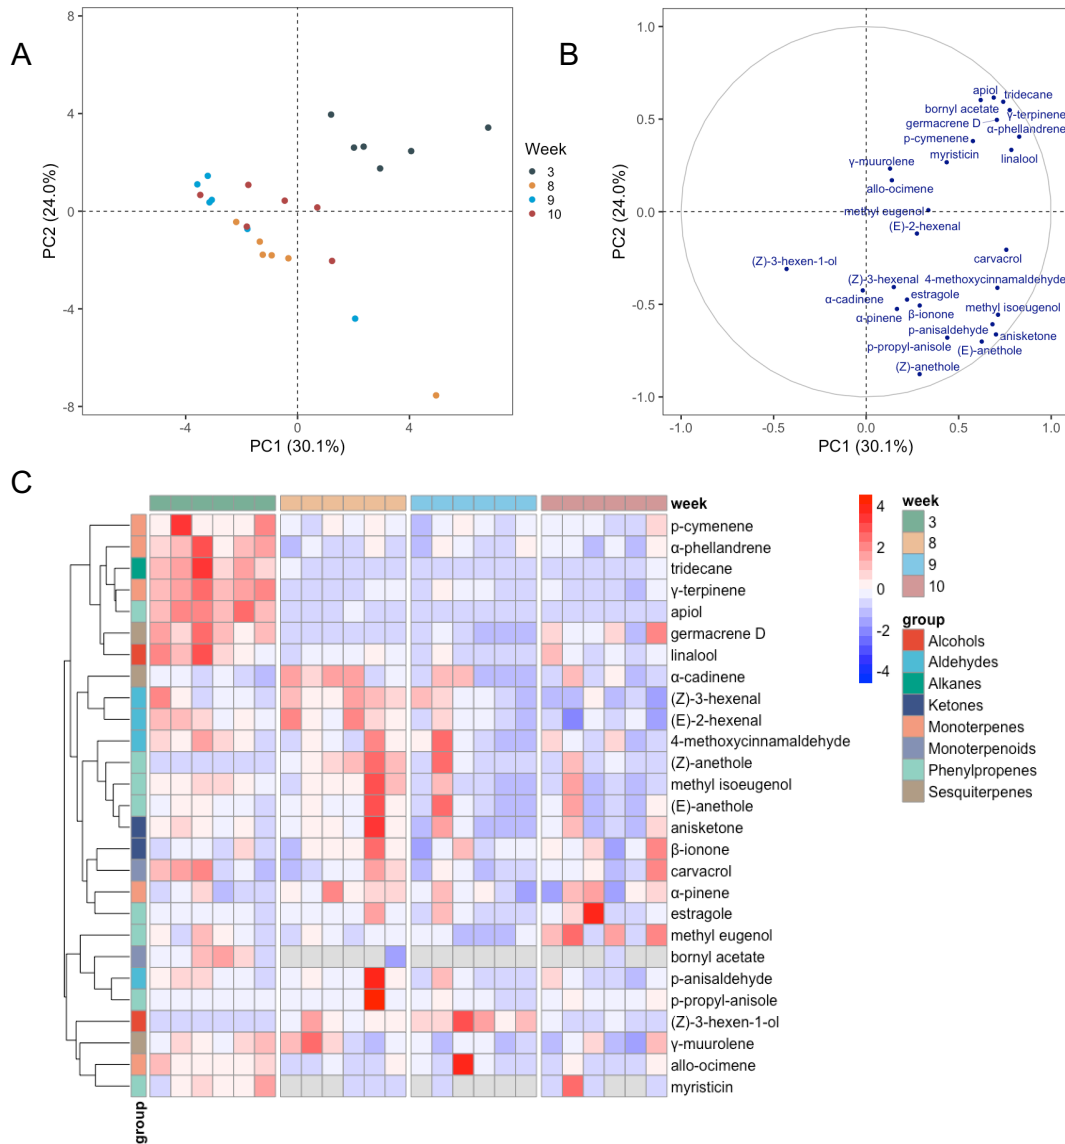 A
8
4
0
-4
-8
PC2 (24.0%)
-4
0
4
PC1 (30.1%)
Week
3
8
9
10
B
1.0
0.5
0.0
-0.5
-1.0
PC2 (24.0%)
apiol
tridecane
bornyl acetate
γ-terpinene
germacrene D
α-phellandrene
p-cymenene
linalool
myristicin
γ-muurolene
allo-ocimene
methyl eugenol
(E)-2-hexenal
carvacrol
(Z)-3-hexen-1-ol
(Z)-3-hexenal
4-methoxycinnamaldehyde
α-cadinene
estragole
methyl isoeugenol
α-pinene
β-ionone
p-anisaldehyde
anisketone
p-propyl-anisole
(E)-anethole
(Z)-anethole
-1.0
-0.5
0.0
0.5
1.0
PC1 (30.1%)
C
week
p-cymenene
α-phellandrene
tridecane
γ-terpinene
apiol
germacrene D
linalool
α-cadinene
(Z)-3-hexenal
(E)-2-hexenal
4-methoxycinnamaldehyde
(Z)-anethole
methyl isoeugenol
(E)-anethole
anisketone
β-ionone
carvacrol
α-pinene
estragole
methyl eugenol
bornyl acetate
p-anisaldehyde
p-propyl-anisole
(Z)-3-hexen-1-ol
γ-muurolene
allo-ocimene
myristicin
group
4
2
0
-2
-4
week
3
8
9
10
group
Alcohols
Aldehydes
Alkanes
Ketones
Monoterpenes
Monoterpenoids
Phenylpropenes
Sesquiterpenes